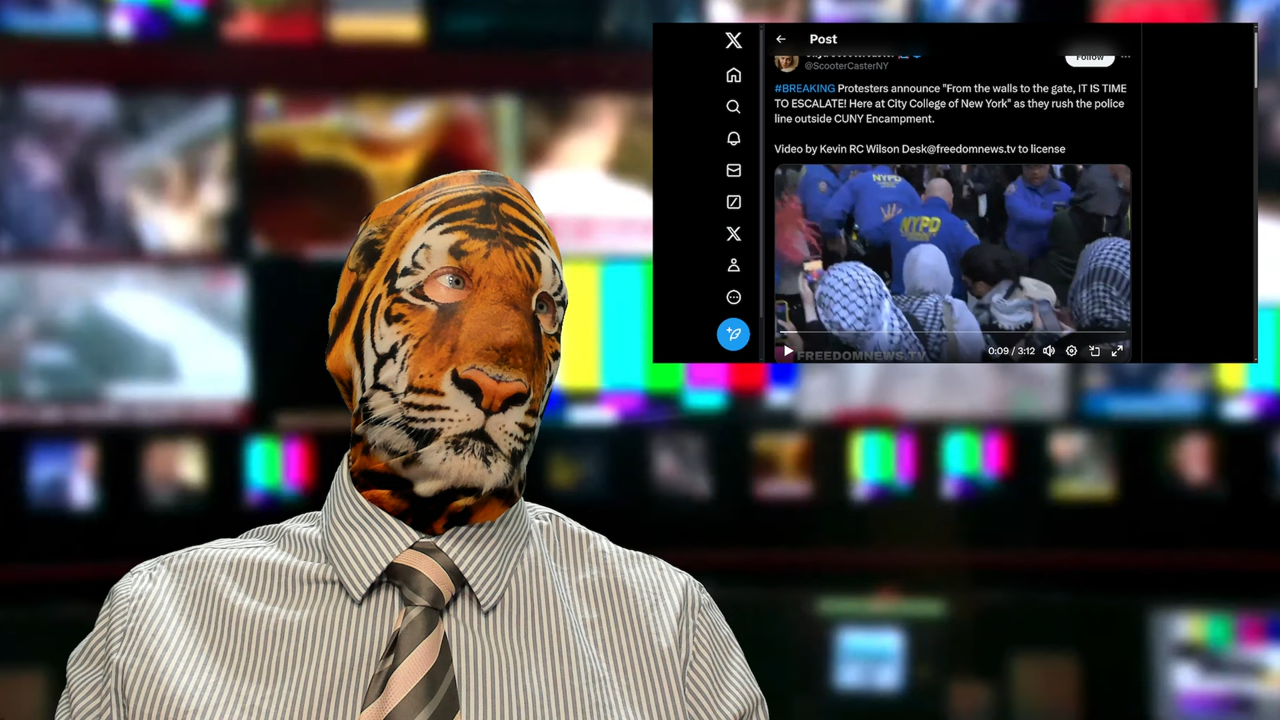 Post
@ScooterCasterNY
Follow
#BREAKING Protesters announce "From the walls to the gate, IT IS TIME
TO ESCALATE! Here at City College of New York" as they rush the police
line outside CUNY Encampment.
Video by Kevin RC Wilson Desk@freedomnews.tv to license
NYPD
NYPD
0:09 / 3:12
FREEDOMNEWS.TV